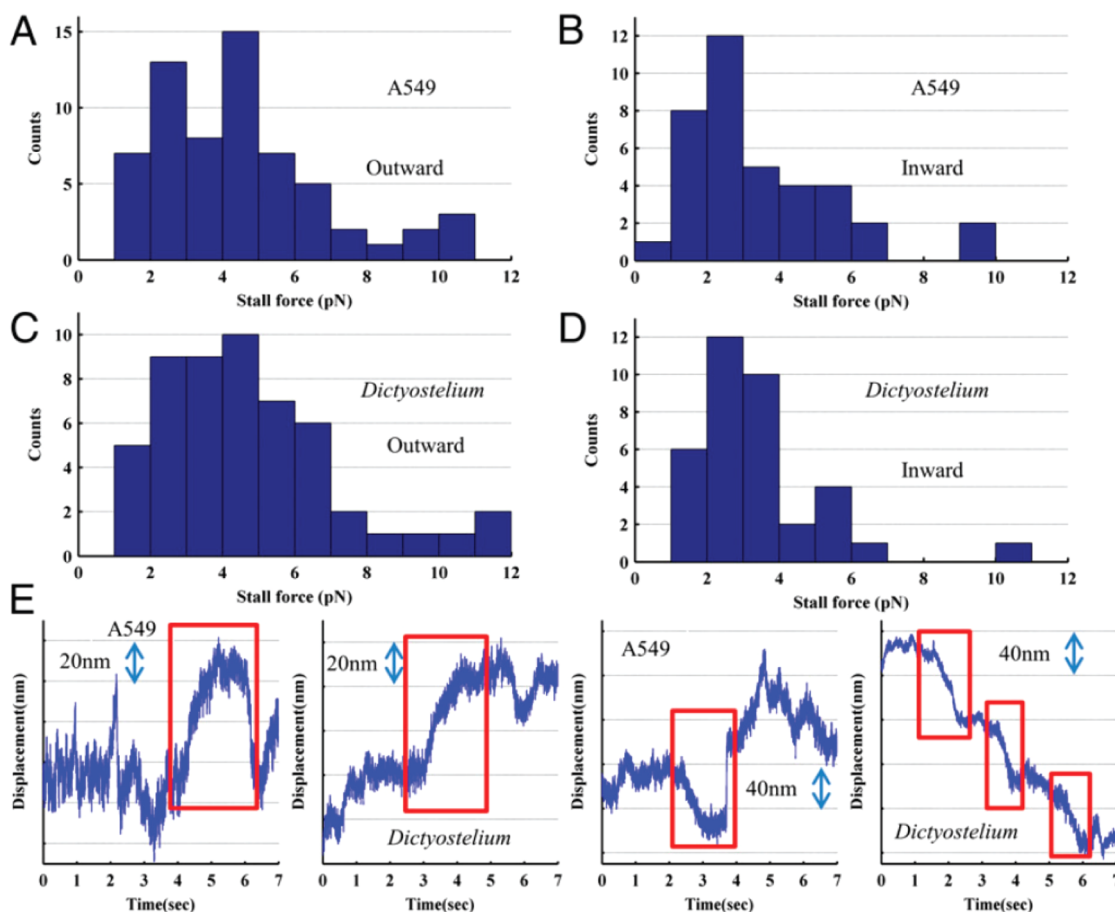 A
15
10
5
0
Counts
A549
Outward
0 2 4 6 8 10 12
Stall force (pN)
B
12
10
8
6
4
2
0
Counts
A549
Inward
0 2 4 6 8 10 12
Stall force (pN)
C
10
8
6
4
2
0
Counts
Dictyostelium
Outward
0 2 4 6 8 10 12
Stall force (pN)
D
12
10
8
6
4
2
0
Counts
Dictyostelium
Inward
0 2 4 6 8 10 12
Stall force (pN)
E
Displacement(nm)
A549
20nm
0 1 2 3 4 5 6 7
Time(sec)
Displacement(nm)
20nm
Dictyostelium
0 1 2 3 4 5 6 7
Time(sec)
Displacement(nm)
A549
40nm
0 1 2 3 4 5 6 7
Time(sec)
Displacement(nm)
40nm
Dictyostelium
0 1 2 3 4 5 6 7
Time(sec)